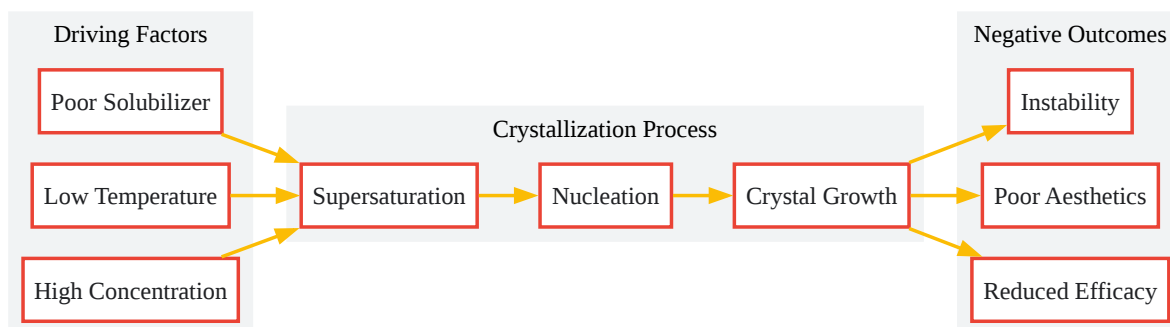 Driving Factors
Poor Solubilizer
Low Temperature
High Concentration
Crystallization Process
Supersaturation
Nucleation
Crystal Growth
Negative Outcomes
Instability
Poor Aesthetics
Reduced Efficacy